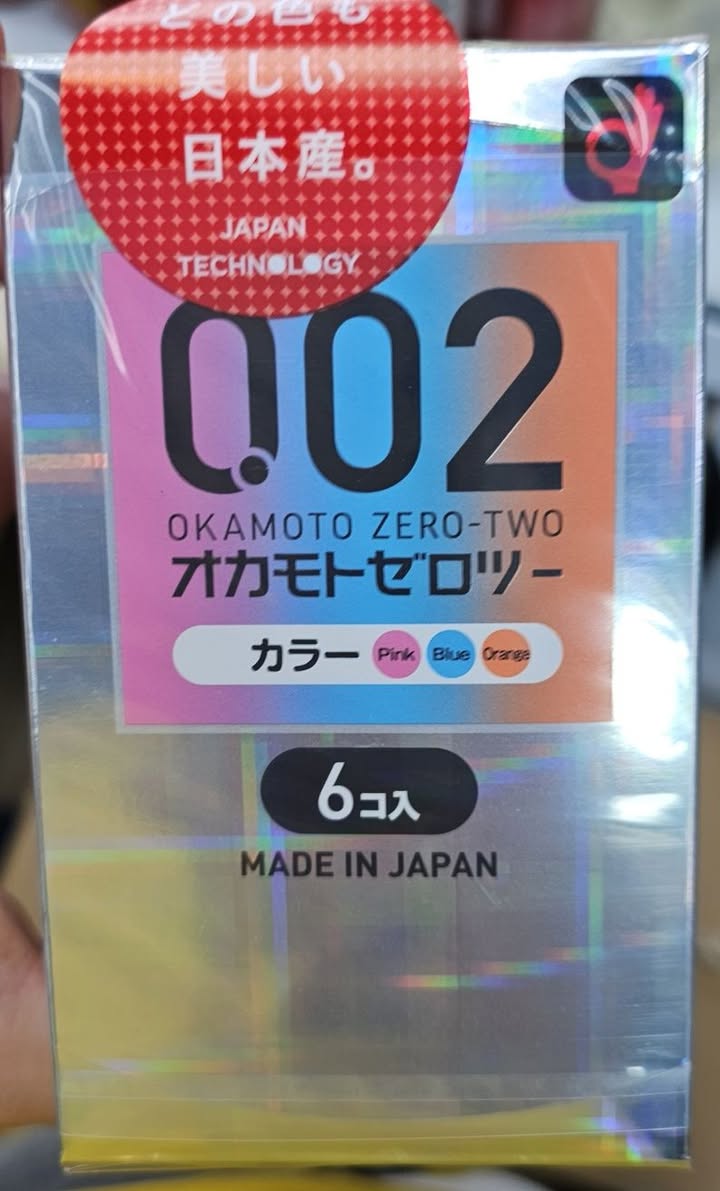 どの色も
美しい
日本産。
JAPAN
TECHNOLOGY
0.02
OKAMOTO ZERO-TWO
オカモトゼロツー
カラー Pink Blue Orange
6コ入
MADE IN JAPAN